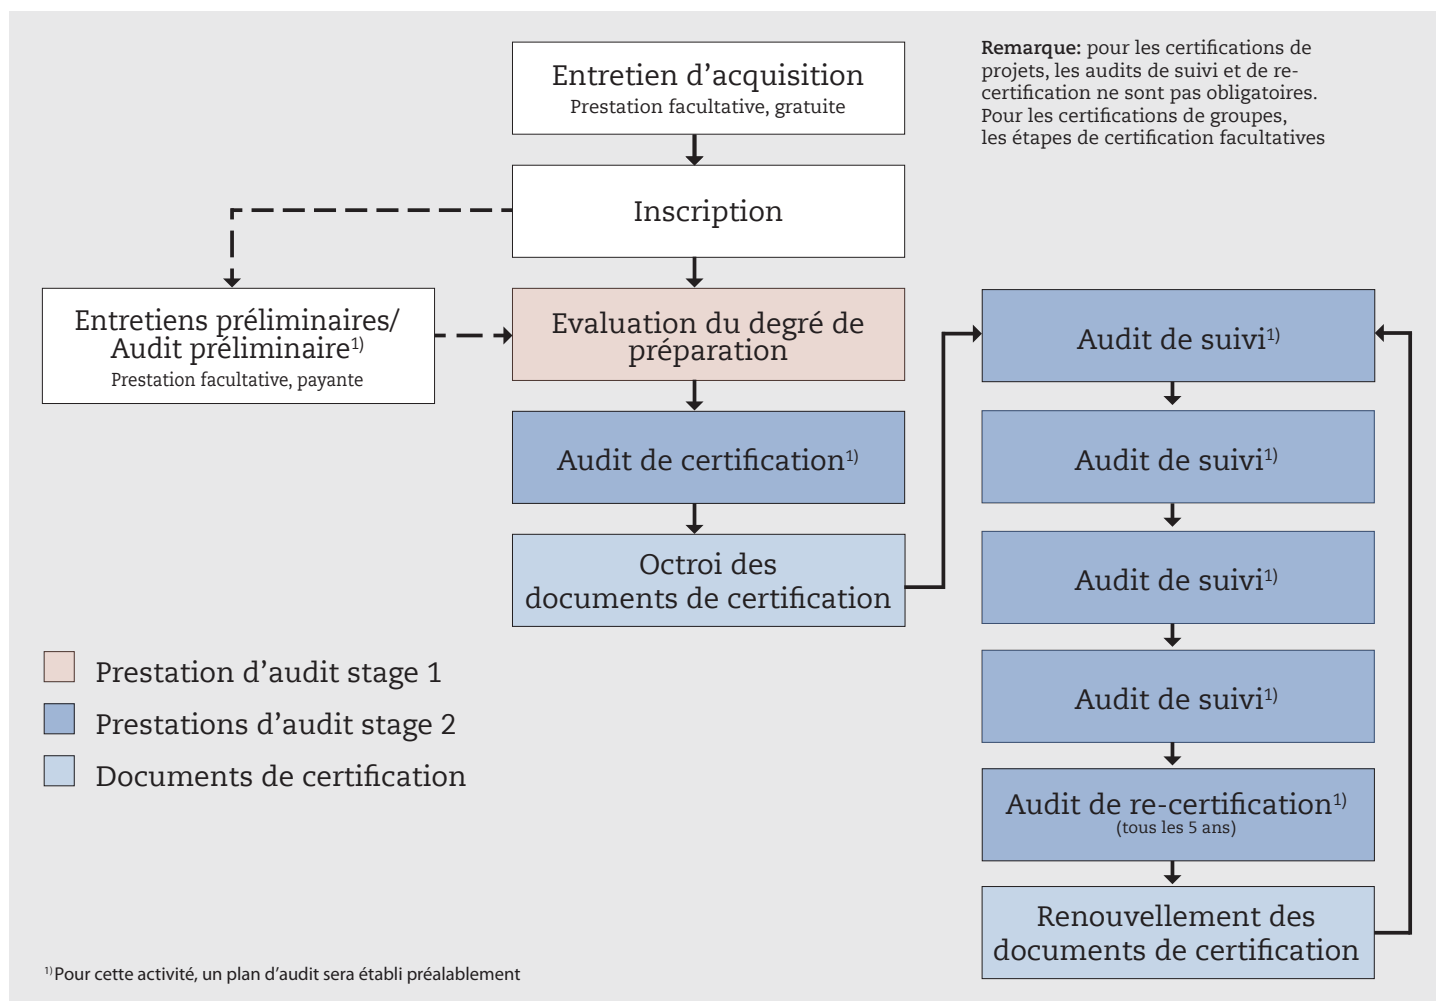 Entretien d’acquisition
Prestation facultative, gratuite
Remarque: pour les certifications de
projets, les audits de suivi et de re-
certification ne sont pas obligatoires.
Pour les certifications de groupes,
les étapes de certification facultatives
Inscription
Entretiens préliminaires/
Audit préliminaire1)
Prestation facultative, payante
Evaluation du degré de
préparation
Audit de certification1)
Octroi des
documents de certification
Audit de suivi1)
Audit de suivi1)
Audit de suivi1)
Audit de suivi1)
Audit de re-certification1)
(tous les 5 ans)
Renouvellement des
documents de certification
Prestation d’audit stage 1
Prestations d’audit stage 2
Documents de certification
1) Pour cette activité, un plan d’audit sera établi préalablement